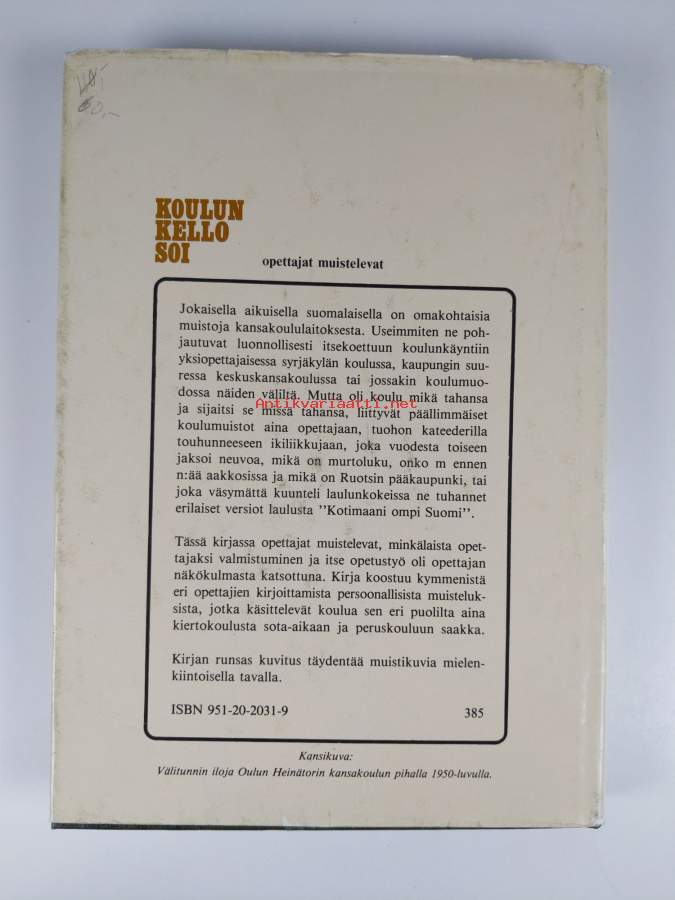 60,-
KOULUN
KELLO
SOI
opettajat muistelevat
Jokaisella aikuisella suomalaisella on omakohtaisia
muistoja kansakoululaitoksesta. Useimmiten ne poh-
jautuvat luonnollisesti itsekoettuun koulunkäyntiin
yksiopettajaisessa syrjäkylän koulussa, kaupungin suu-
ressa keskuskansakoulussa tai jossakin koulumuo-
dossa näiden väliltä. Mutta oli koulu mikä tahansa
Antikvariaatti.net
ja sijaitsi se missä tahansa, liittyvät päällimmäiset
koulumuistot aina opettajaan, tuohon kateederilla
touhunneeseen ikiliikkujaan, joka vuodesta toiseen
jaksoi neuvoa, mikä on murtoluku, onko m ennen
n:ää aakkosissa ja mikä on Ruotsin pääkaupunki, tai
joka väsymättä kuunteli laulunkokeissa ne tuhannet
erilaiset versiot laulusta "Kotimaani ompi Suomi".
Tässä kirjassa opettajat muistelevat, minkälaista opet-
tajaksi valmistuminen ja itse opetustyö oli opettajan
näkökulmasta katsottuna. Kirja koostuu kymmenistä
eri opettajien kirjoittamista persoonallisista muisteluk-
sista, jotka käsittelevät koulua sen eri puolilta aina
kiertokoulusta sota-aikaan ja peruskouluun saakka.
Kirjan runsas kuvitus täydentää muistikuvia mielen-
kiintoisella tavalla.
ISBN 951-20-2031-9 385
Kansikuva:
Välitunnin iloja Oulun Heinätorin kansakoulun pihalla 1950-luvulla.